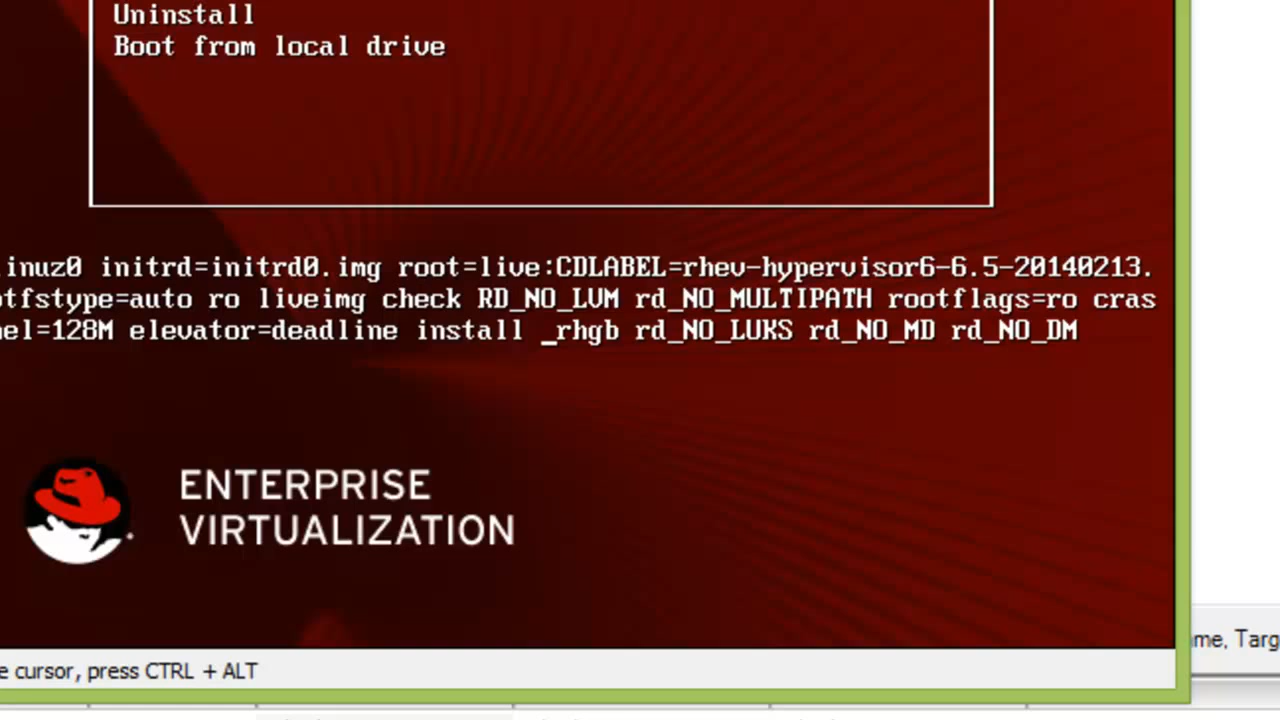 Uninstall
Boot from local drive
inuz0 initrd=initrd0.img root=live:CDLABEL=rhev-hypervisor6-6.5-20140213.
otfstype=auto ro liveimg check RD_NO_LVM rd_NO_MULTIPATH rootflags=ro cras
nel=128M elevator=deadline install _rhgb rd_NO_LUKS rd_NO_MD rd_NO_DM
ENTERPRISE
VIRTUALIZATION
me, Targ
e cursor, press CTRL + ALT